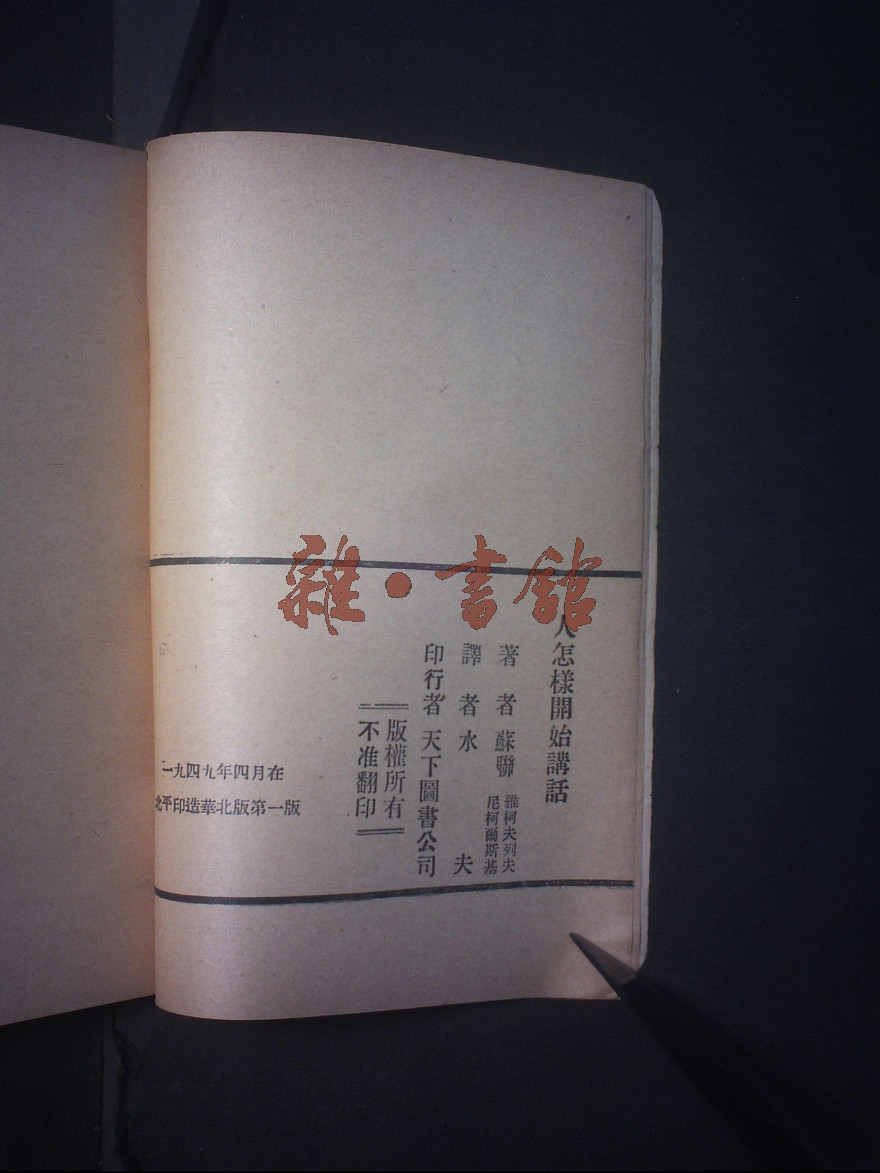 雜·書館
人怎樣開始講話
著者 蘇聯 雅柯夫列夫
尼柯爾斯基
譯者 水夫
印行者 天下圖書公司
版權所有
不准翻印
一九四九年四月在
北平印造華北版第一版